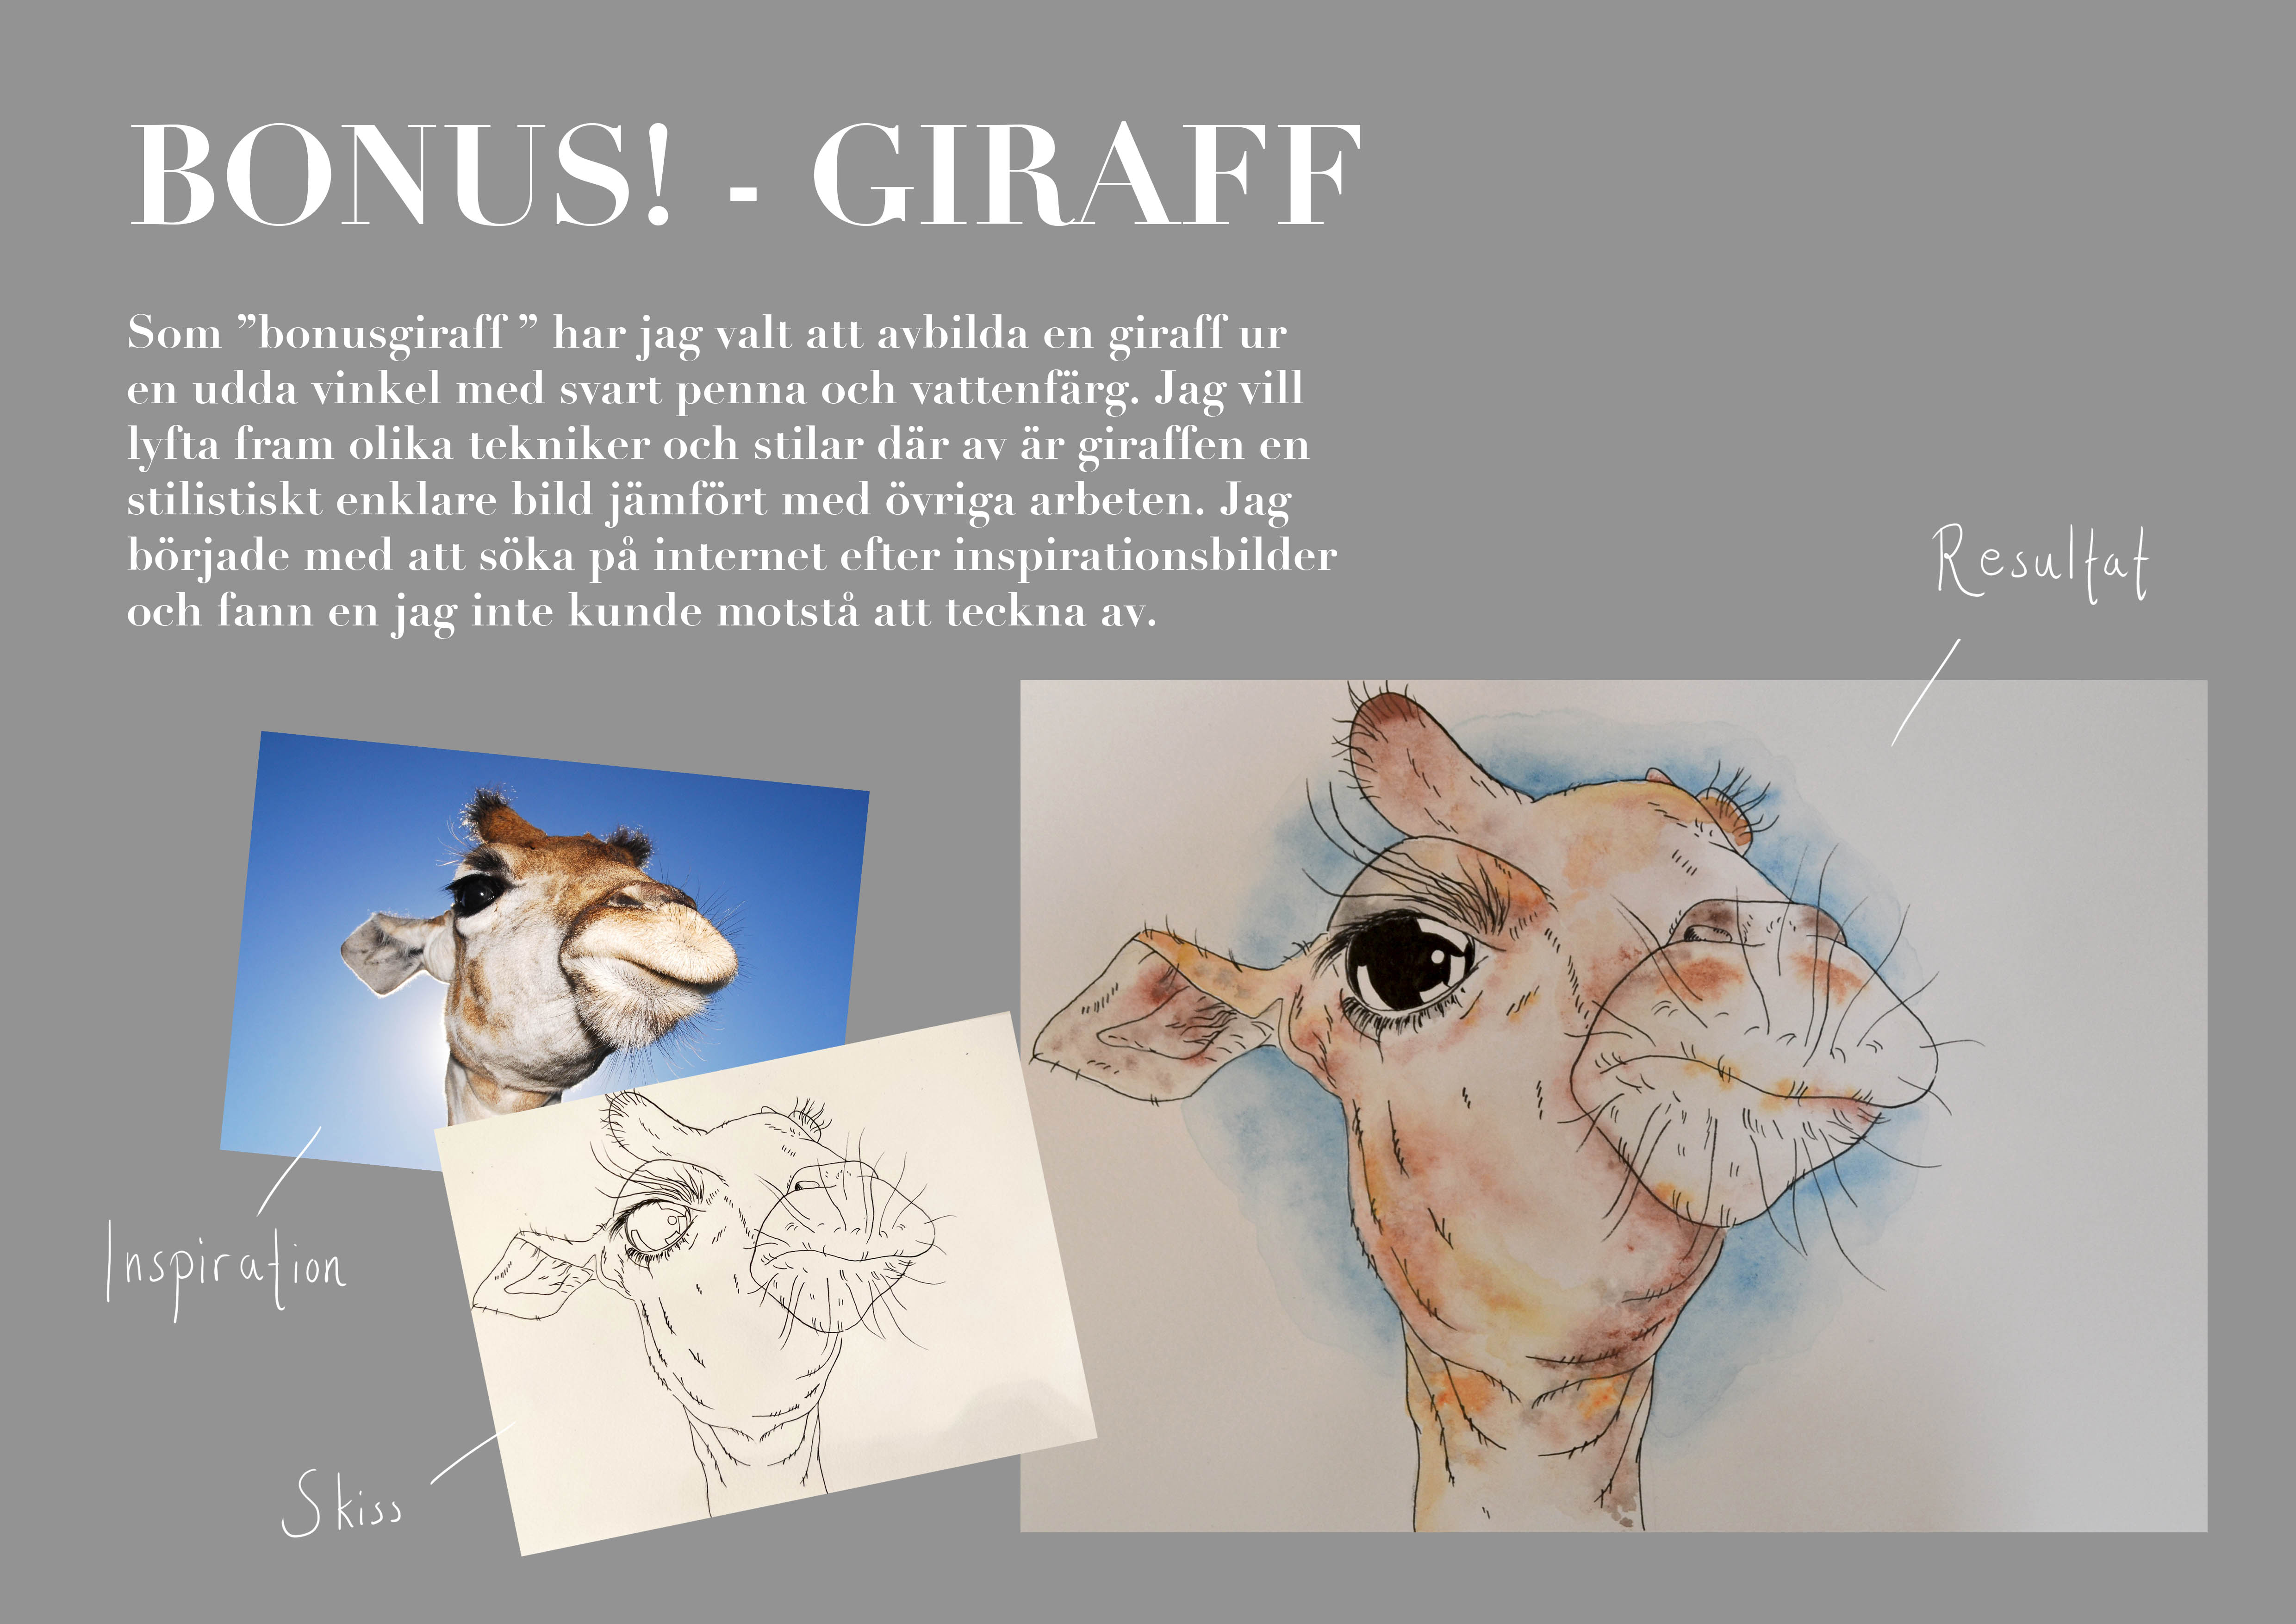 BONUS! - GIRAFF
Som ”bonusgiraff ” har jag valt att avbilda en giraff ur
en udda vinkel med svart penna och vattenfärg. Jag vill
lyfta fram olika tekniker och stilar där av är giraffen en
stilistiskt enklare bild jämfört med övriga arbeten. Jag
började med att söka på internet efter inspirationsbilder
och fann en jag inte kunde motstå att teckna av.
Resultat
Inspiration
Skiss